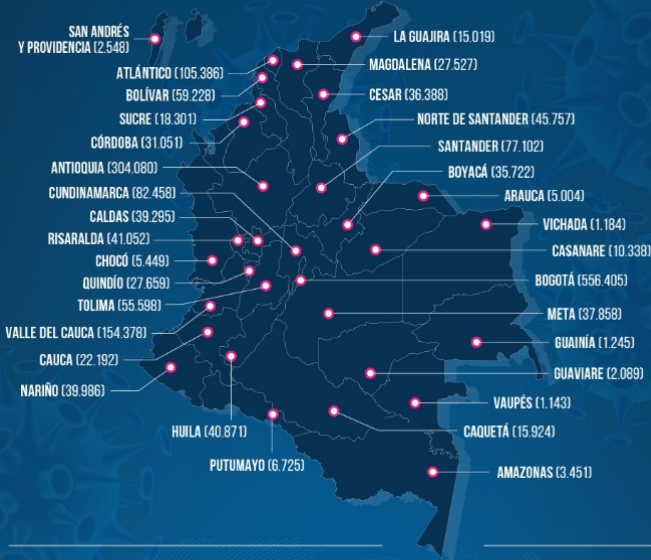 SAN ANDRÉS
Y PROVIDENCIA (2.548)
ATLÁNTICO (105.386)
BOLÍVAR (59.228)
SUCRE (18.301)
CÓRDOBA (31.051)
ANTIOQUIA (304.080)
CUNDINAMARCA (82.458)
CALDAS (39.295)
RISARALDA (41.052)
CHOCÓ (5.449)
QUINDÍO (27.659)
TOLIMA (55.598)
VALLE DEL CAUCA (154.378)
CAUCA (22.192)
NARIÑO (39.986)
HUILA (40.871)
PUTUMAYO (6.725)
LA GUAJIRA (15.019)
MAGDALENA (27.527)
CESAR (36.388)
NORTE DE SANTANDER (45.757)
SANTANDER (77.102)
BOYACÁ (35.722)
ARAUCA (5.004)
VICHADA (1.184)
CASANARE (10.338)
BOGOTÁ (556.405)
META (37.858)
GUAINÍA (1.245)
GUAVIARE (2.089)
VAUPÉS (1.143)
CAQUETÁ (15.924)
AMAZONAS (3.451)